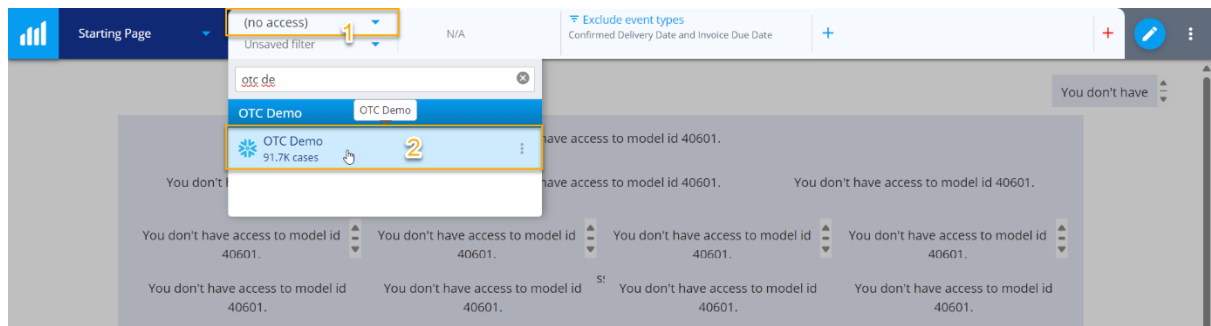 Starting Page
(no access)
1
Unsaved filter
N/A
Exclude event types
Confirmed Delivery Date and Invoice Due Date
otc de
OTC Demo
OTC Demo
OTC Demo
91.7K cases
2
You don't have
have access to model id 40601.
You don't
have access to model id 40601.
You don't have access to model id 40601.
You don't have access to model id
40601.
You don't have access to model id
40601.
You don't have access to model id
40601.
You don't have access to model id
40601.
You don't have access to model id
40601.
You don't have access to model id
40601.
You don't have access to model id
40601.
You don't have access to model id
40601.